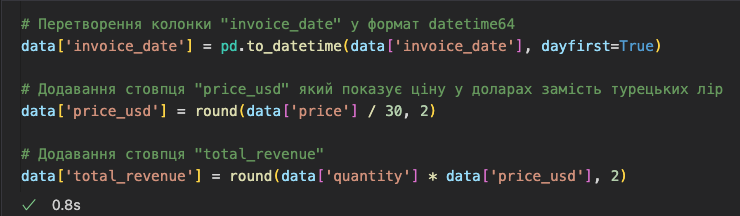 # Перетворення колонки "invoice_date" у формат datetime64
data['invoice_date'] = pd.to_datetime(data['invoice_date'], dayfirst=True)
# Додавання стовпця "price_usd" який показує ціну у доларах замість турецьких лір
data['price_usd'] = round(data['price'] / 30, 2)
# Додавання стовпця "total_revenue"
data['total_revenue'] = round(data['quantity'] * data['price_usd'], 2)
✓ 0.8s